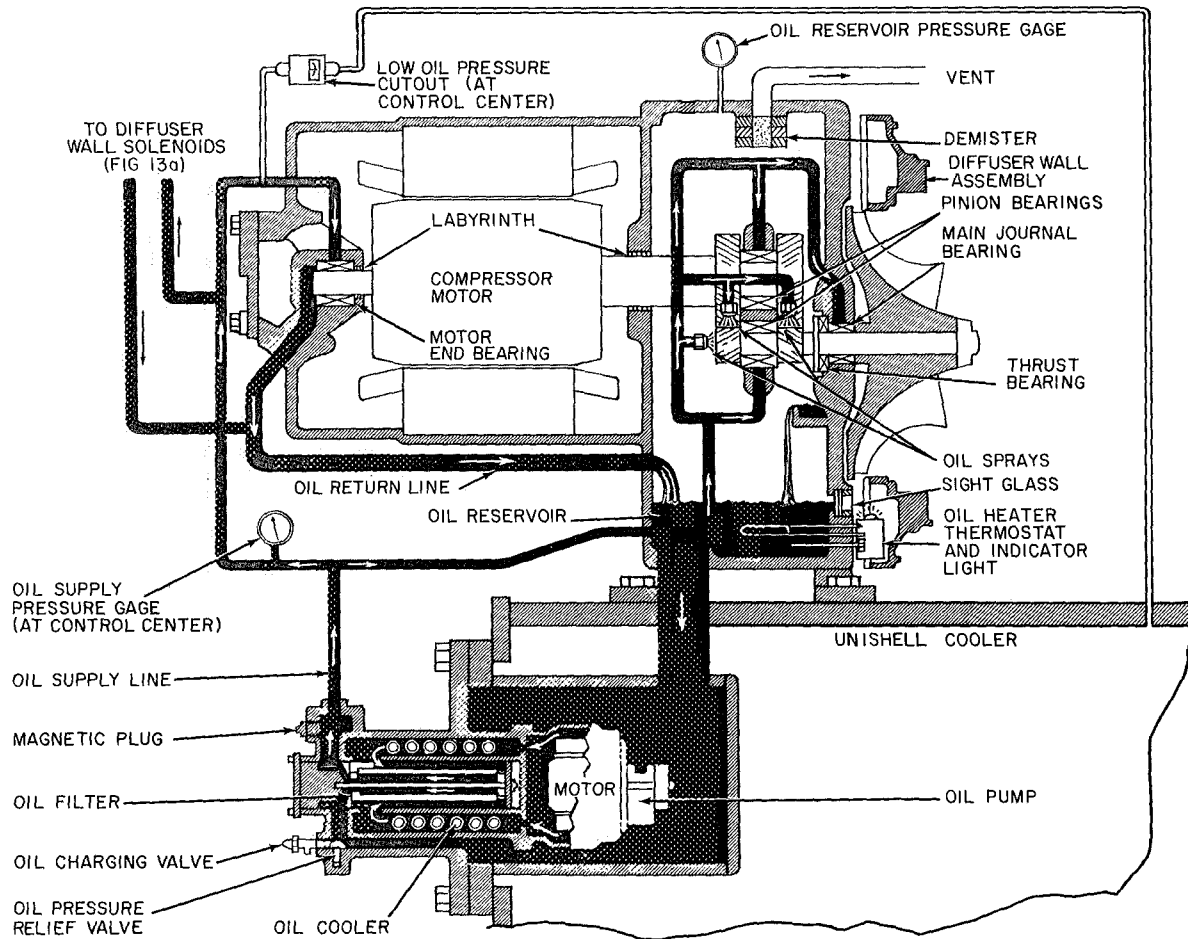 OIL RESERVOIR PRESSURE GAGE
VENT
LOW OIL PRESSURE
CUTOUT (AT
CONTROL CENTER)
TO DIFFUSER
WALL SOLENOIDS
(FIG 13a)
DEMISTER
DIFFUSER WALL
ASSEMBLY
PINION BEARINGS
MAIN JOURNAL
BEARING
LABYRINTH
COMPRESSOR
MOTOR
MOTOR
END BEARING
THRUST
BEARING
OIL SPRAYS
SIGHT GLASS
OIL RETURN LINE
OIL RESERVOIR
OIL HEATER
THERMOSTAT
AND INDICATOR
LIGHT
OIL SUPPLY
PRESSURE GAGE
(AT CONTROL CENTER)
UNISHELL COOLER
OIL SUPPLY LINE
MAGNETIC PLUG
MOTOR
OIL PUMP
OIL FILTER
OIL CHARGING VALVE
OIL PRESSURE
RELIEF VALVE
OIL COOLER